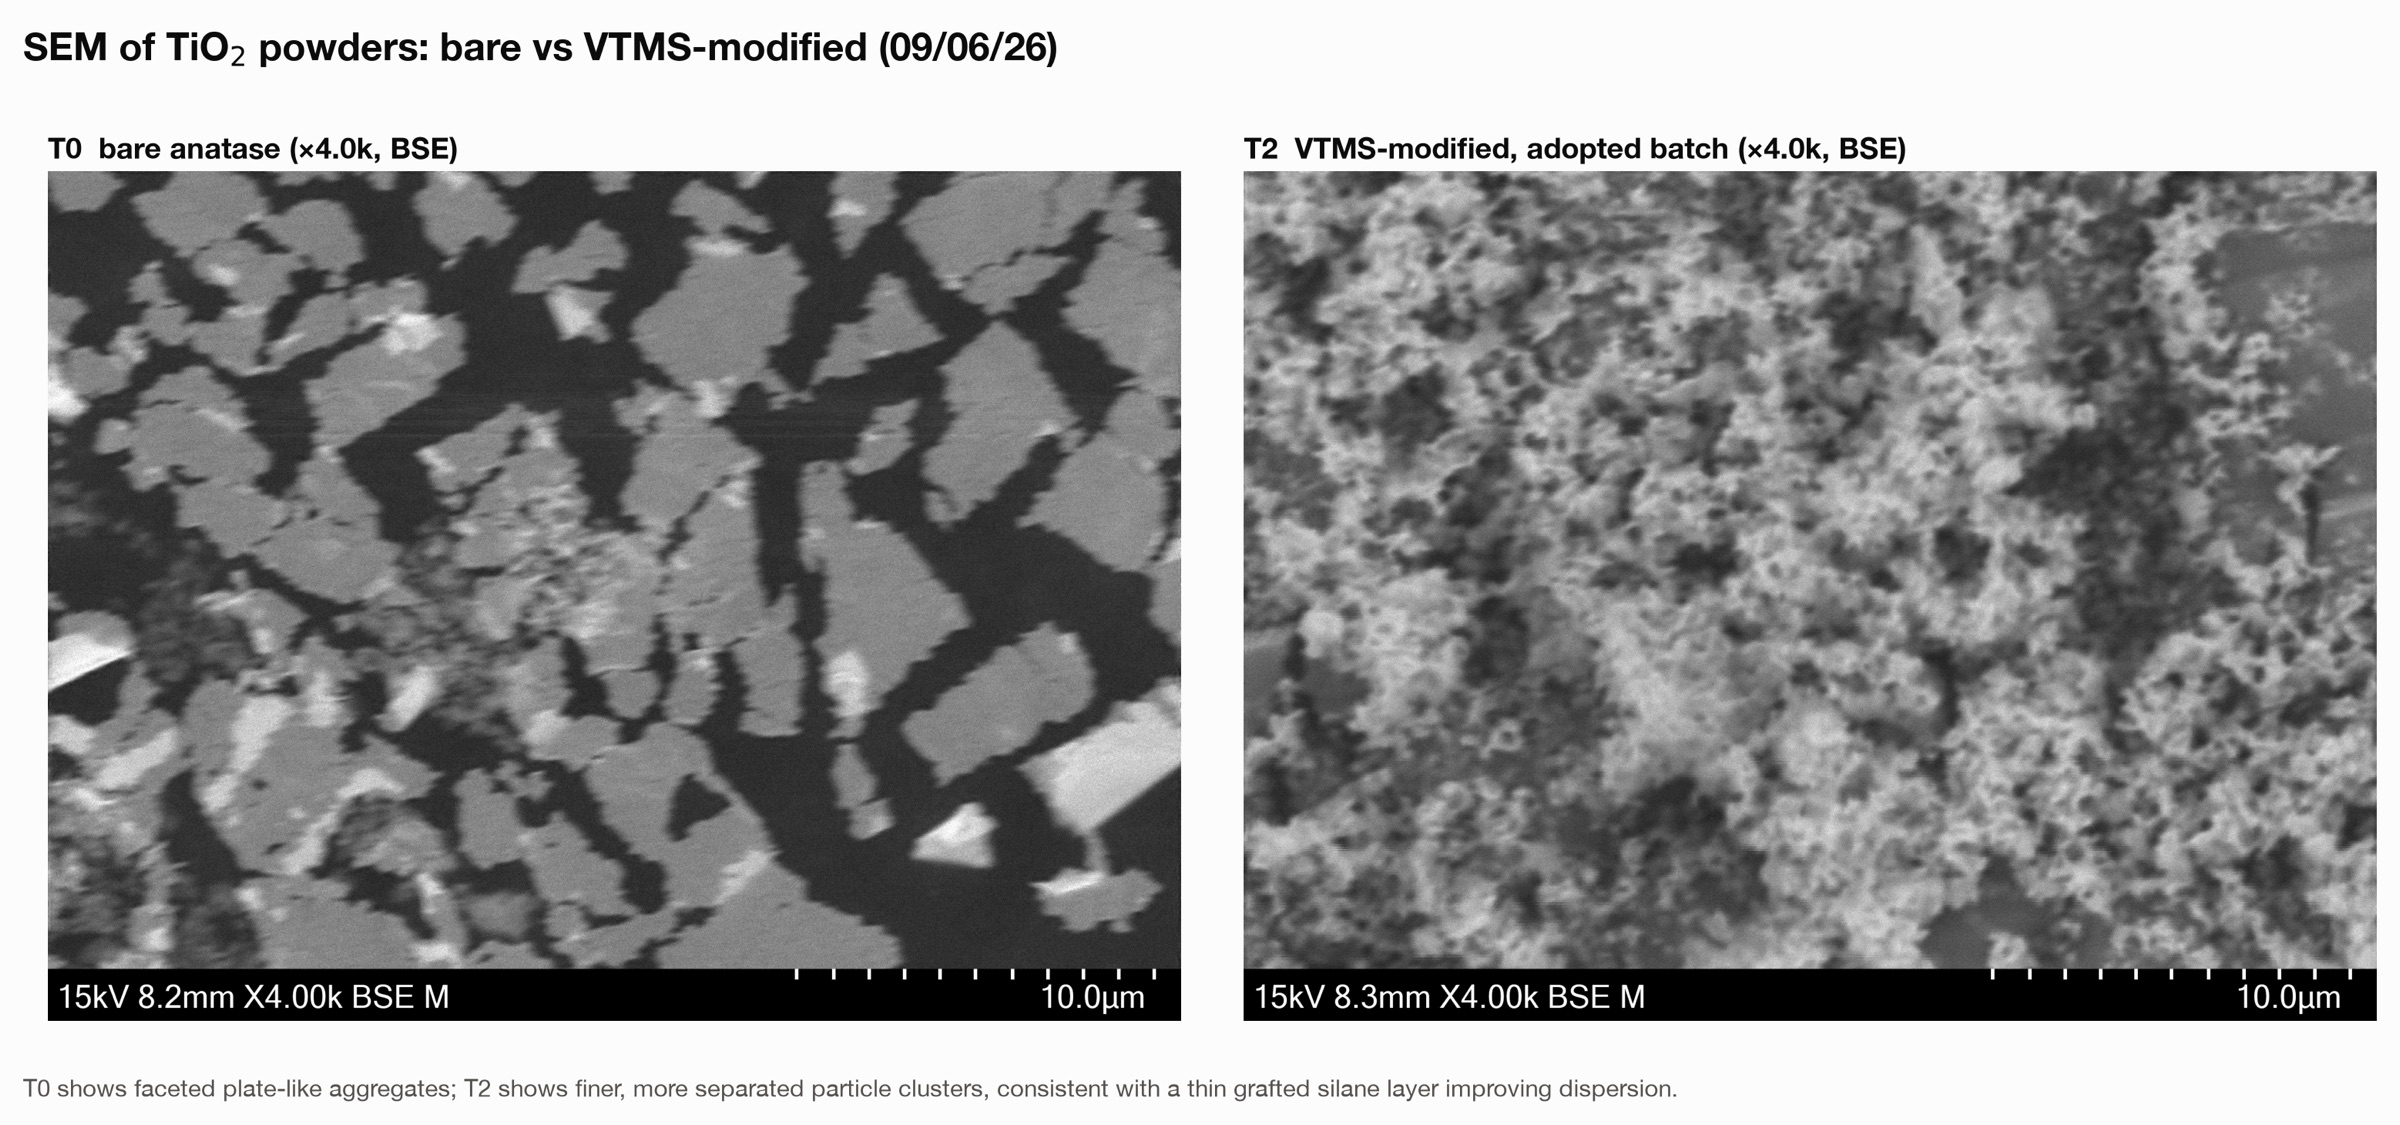 SEM of TiO₂ powders: bare vs VTMS-modified (09/06/26)
T0 bare anatase (×4.0k, BSE)
T2 VTMS-modified, adopted batch (×4.0k, BSE)
15kV 8.2mm X4.00k BSE M
10.0µm
15kV 8.3mm X4.00k BSE M
10.0µm
T0 shows faceted plate-like aggregates; T2 shows finer, more separated particle clusters, consistent with a thin grafted silane layer improving dispersion.